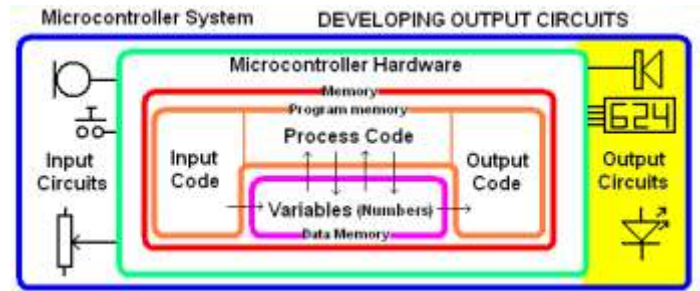 Microcontroller System
DEVELOPING OUTPUT CIRCUITS
Microcontroller Hardware
Memory
Program memory
Process Code
Input
Code
Output
Code
Variables (Numbers)
Data Memory
Input
Circuits
624
Output
Circuits